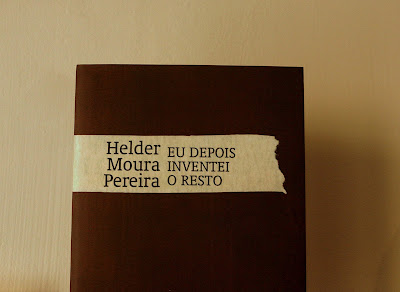 Helder
Moura
Pereira
EU DEPOIS
INVENTEI
O RESTO